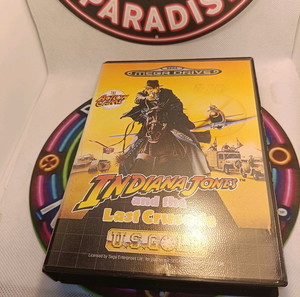 PARADIS
MEGA DRIVE
INDIANA JONES
and the
Last Crusade
U.S. GOLD